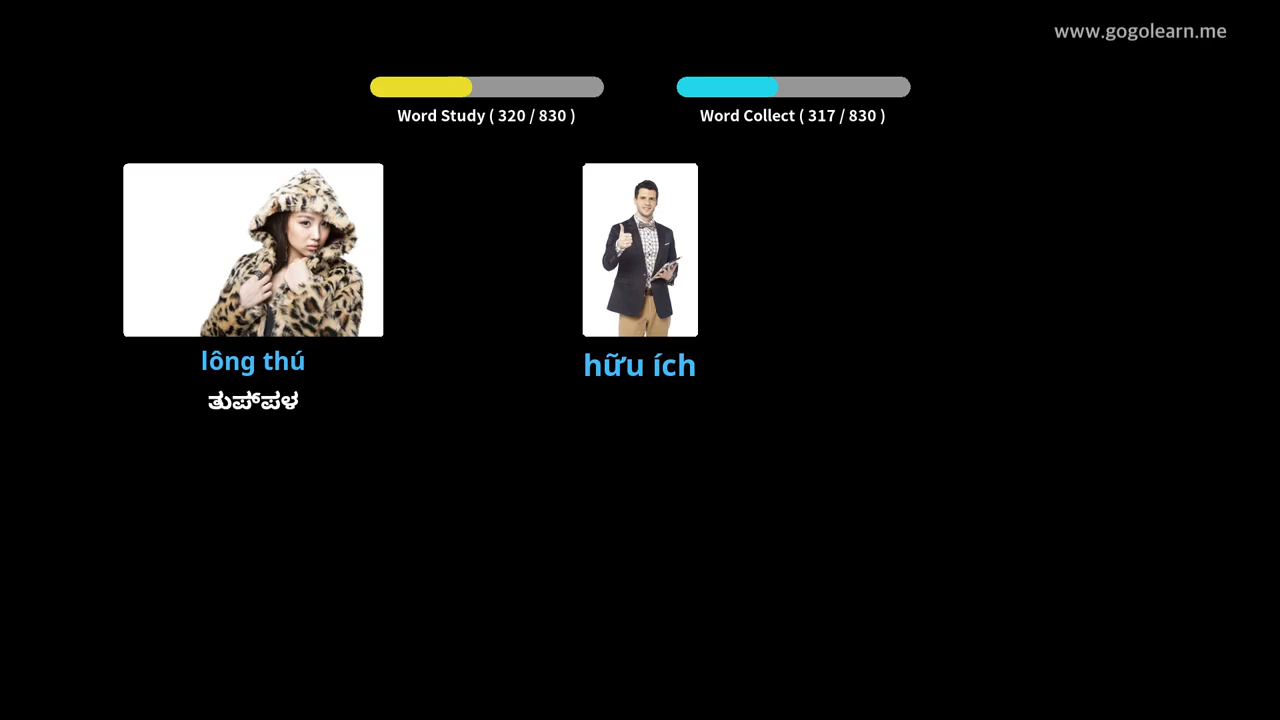 www.gogolearn.me
Word Study ( 320 / 830 )
Word Collect ( 317 / 830 )
lông thú
ತುಪ್ಪಳ
hữu ích